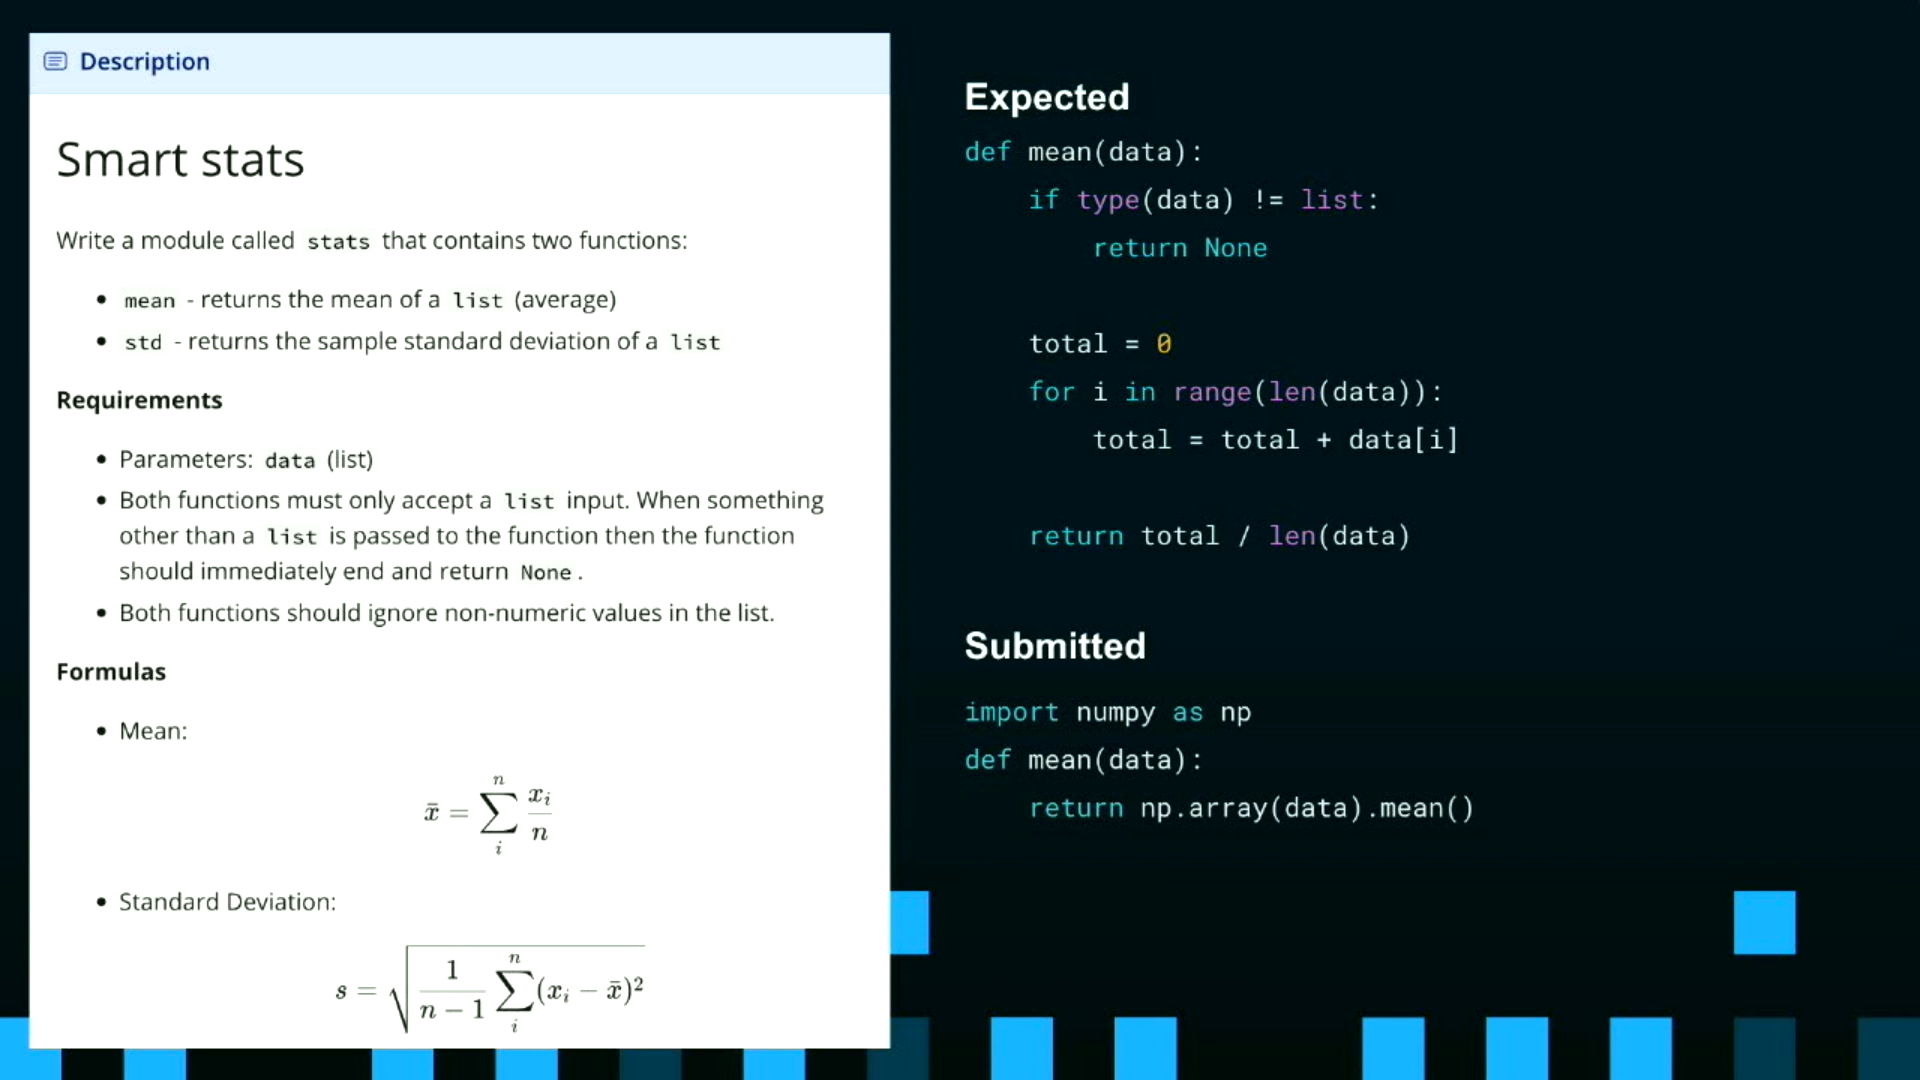 Description
Smart stats
Write a module called stats that contains two functions:
• mean - returns the mean of a list (average)
• std - returns the sample standard deviation of a list
Requirements
• Parameters: data (list)
• Both functions must only accept a list input. When something
other than a list is passed to the function then the function
should immediately end and return None.
• Both functions should ignore non-numeric values in the list.
Formulas
• Mean:
x̄ = ∑ᵢⁿ xᵢ/n
• Standard Deviation:
s = √(1/(n − 1) ∑ᵢⁿ (xᵢ − x̄)²)
Expected
def mean(data):
    if type(data) != list:
        return None
    total = 0
    for i in range(len(data)):
        total = total + data[i]
    return total / len(data)
Submitted
import numpy as np
def mean(data):
    return np.array(data).mean()